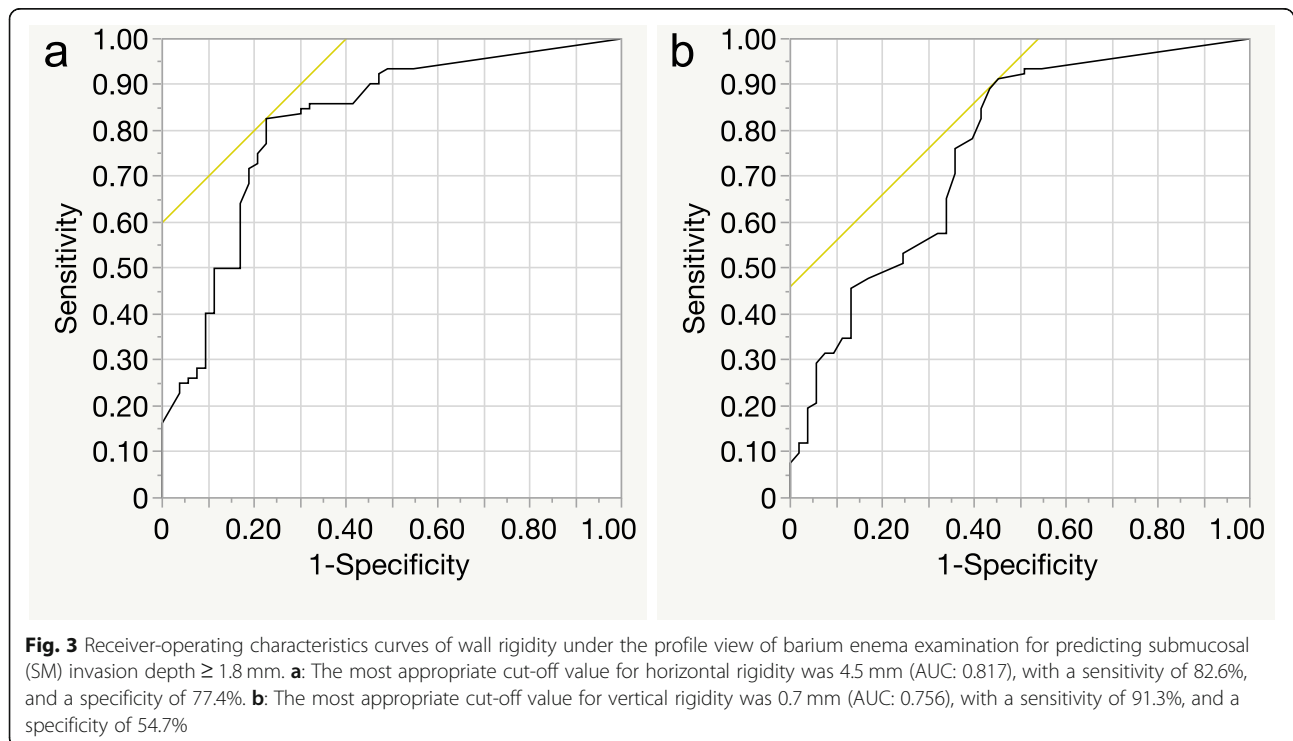 a
1.00
0.90
0.80
0.70
0.60
0.50
0.40
0.30
0.20
0.10
0
Sensitivity
0 0.20 0.40 0.60 0.80 1.00
1-Specificity
b
1.00
0.90
0.80
0.70
0.60
0.50
0.40
0.30
0.20
0.10
0
Sensitivity
0 0.20 0.40 0.60 0.80 1.00
1-Specificity
Fig. 3 Receiver-operating characteristics curves of wall rigidity under the profile view of barium enema examination for predicting submucosal
(SM) invasion depth ≥ 1.8 mm. a: The most appropriate cut-off value for horizontal rigidity was 4.5 mm (AUC: 0.817), with a sensitivity of 82.6%,
and a specificity of 77.4%. b: The most appropriate cut-off value for vertical rigidity was 0.7 mm (AUC: 0.756), with a sensitivity of 91.3%, and a
specificity of 54.7%